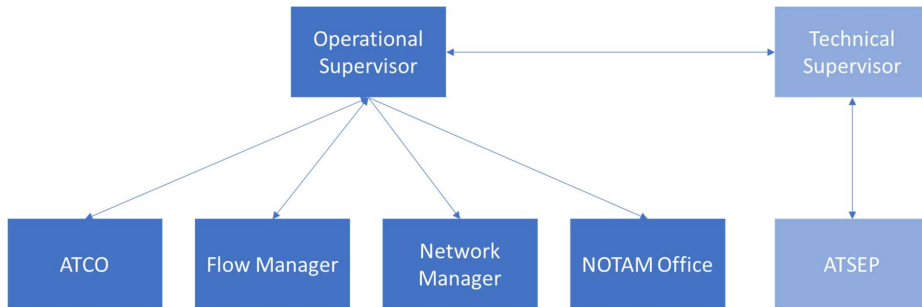 Operational
Supervisor
Technical
Supervisor
ATCO
Flow Manager
Network
Manager
NOTAM Office
ATSEP